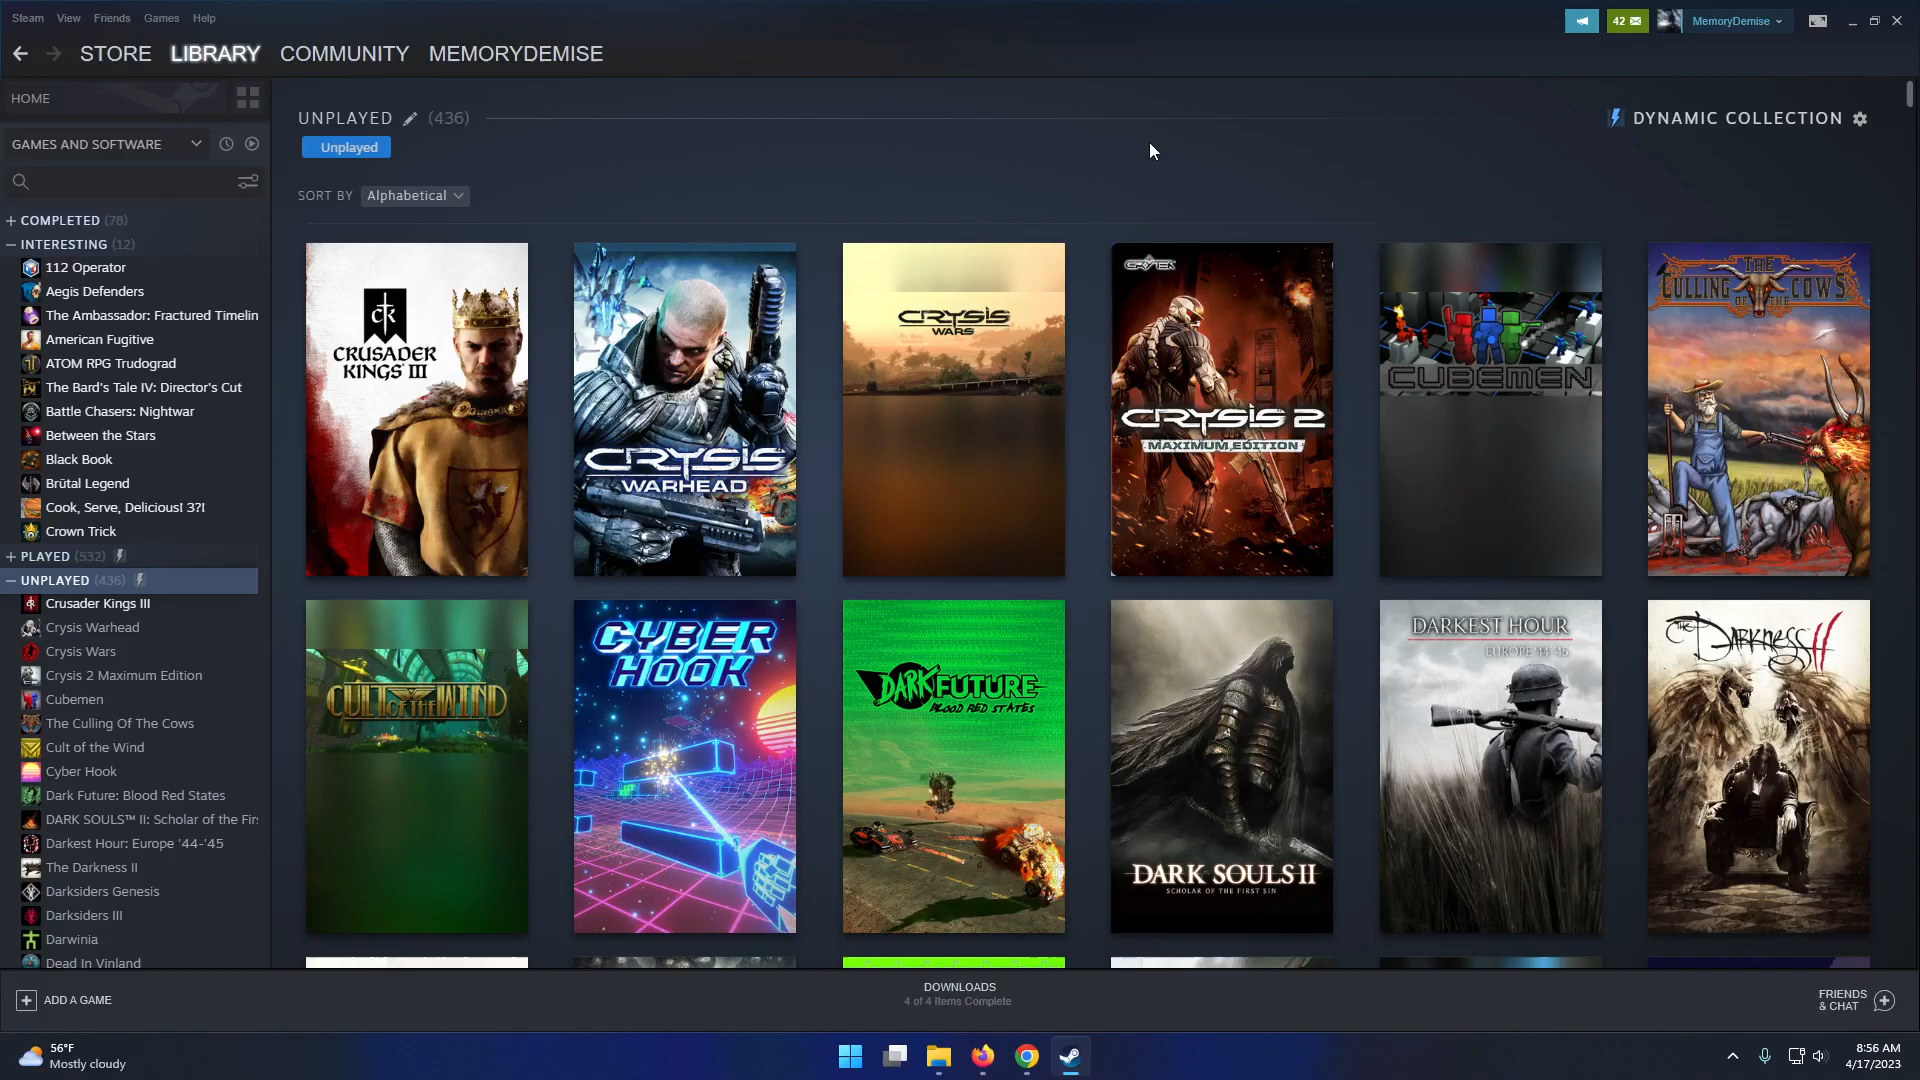 Steam View Friends Games Help
42 MemoryDemise
STORE LIBRARY COMMUNITY MEMORYDEMISE
HOME
GAMES AND SOFTWARE
COMPLETED (78)
INTERESTING (12)
112 Operator
Aegis Defenders
The Ambassador: Fractured Timelin
American Fugitive
ATOM RPG Trudograd
The Bard's Tale IV: Director's Cut
Battle Chasers: Nightwar
Between the Stars
Black Book
Brütal Legend
Cook, Serve, Delicious! 3?!
Crown Trick
PLAYED (532)
UNPLAYED (436)
Crusader Kings III
Crysis Warhead
Crysis Wars
Crysis 2 Maximum Edition
Cubemen
The Culling Of The Cows
Cult of the Wind
Cyber Hook
Dark Future: Blood Red States
DARK SOULS™ II: Scholar of the Fir
Darkest Hour: Europe '44-'45
The Darkness II
Darksiders Genesis
Darksiders III
Darwinia
Dead In Vinland
UNPLAYED (436)
DYNAMIC COLLECTION
Unplayed
SORT BY Alphabetical
ck
CRUSADER
KINGS III
CRYSIS
WARHEAD
CRYSIS
WARS
CRYTEK
CRYSIS 2
MAXIMUM EDITION
CUBEMEN
THE
CULLING
OF THE COWS
CULT OF THE WIND
CYBER
HOOK
DARK FUTURE
BLOOD RED STATES
DARK SOULS II
SCHOLAR OF THE FIRST SIN
DARKEST HOUR
EUROPE '44-'45
THE DARKNESS II
ADD A GAME
DOWNLOADS
4 of 4 Items Complete
FRIENDS
& CHAT
56°F
Mostly cloudy
8:56 AM
4/17/2023